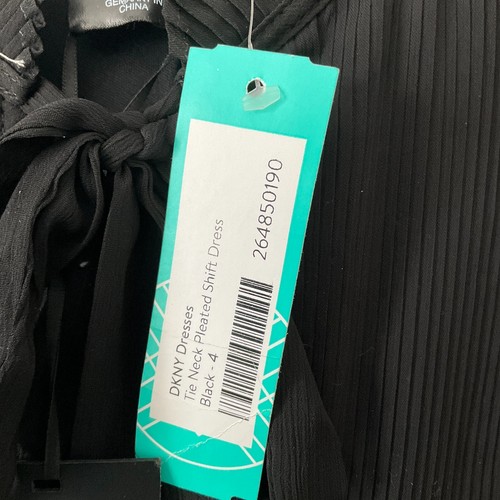 CHINA
264850190
DKNY Dresses
Tie Neck Pleated Shift Dress
Black - 4